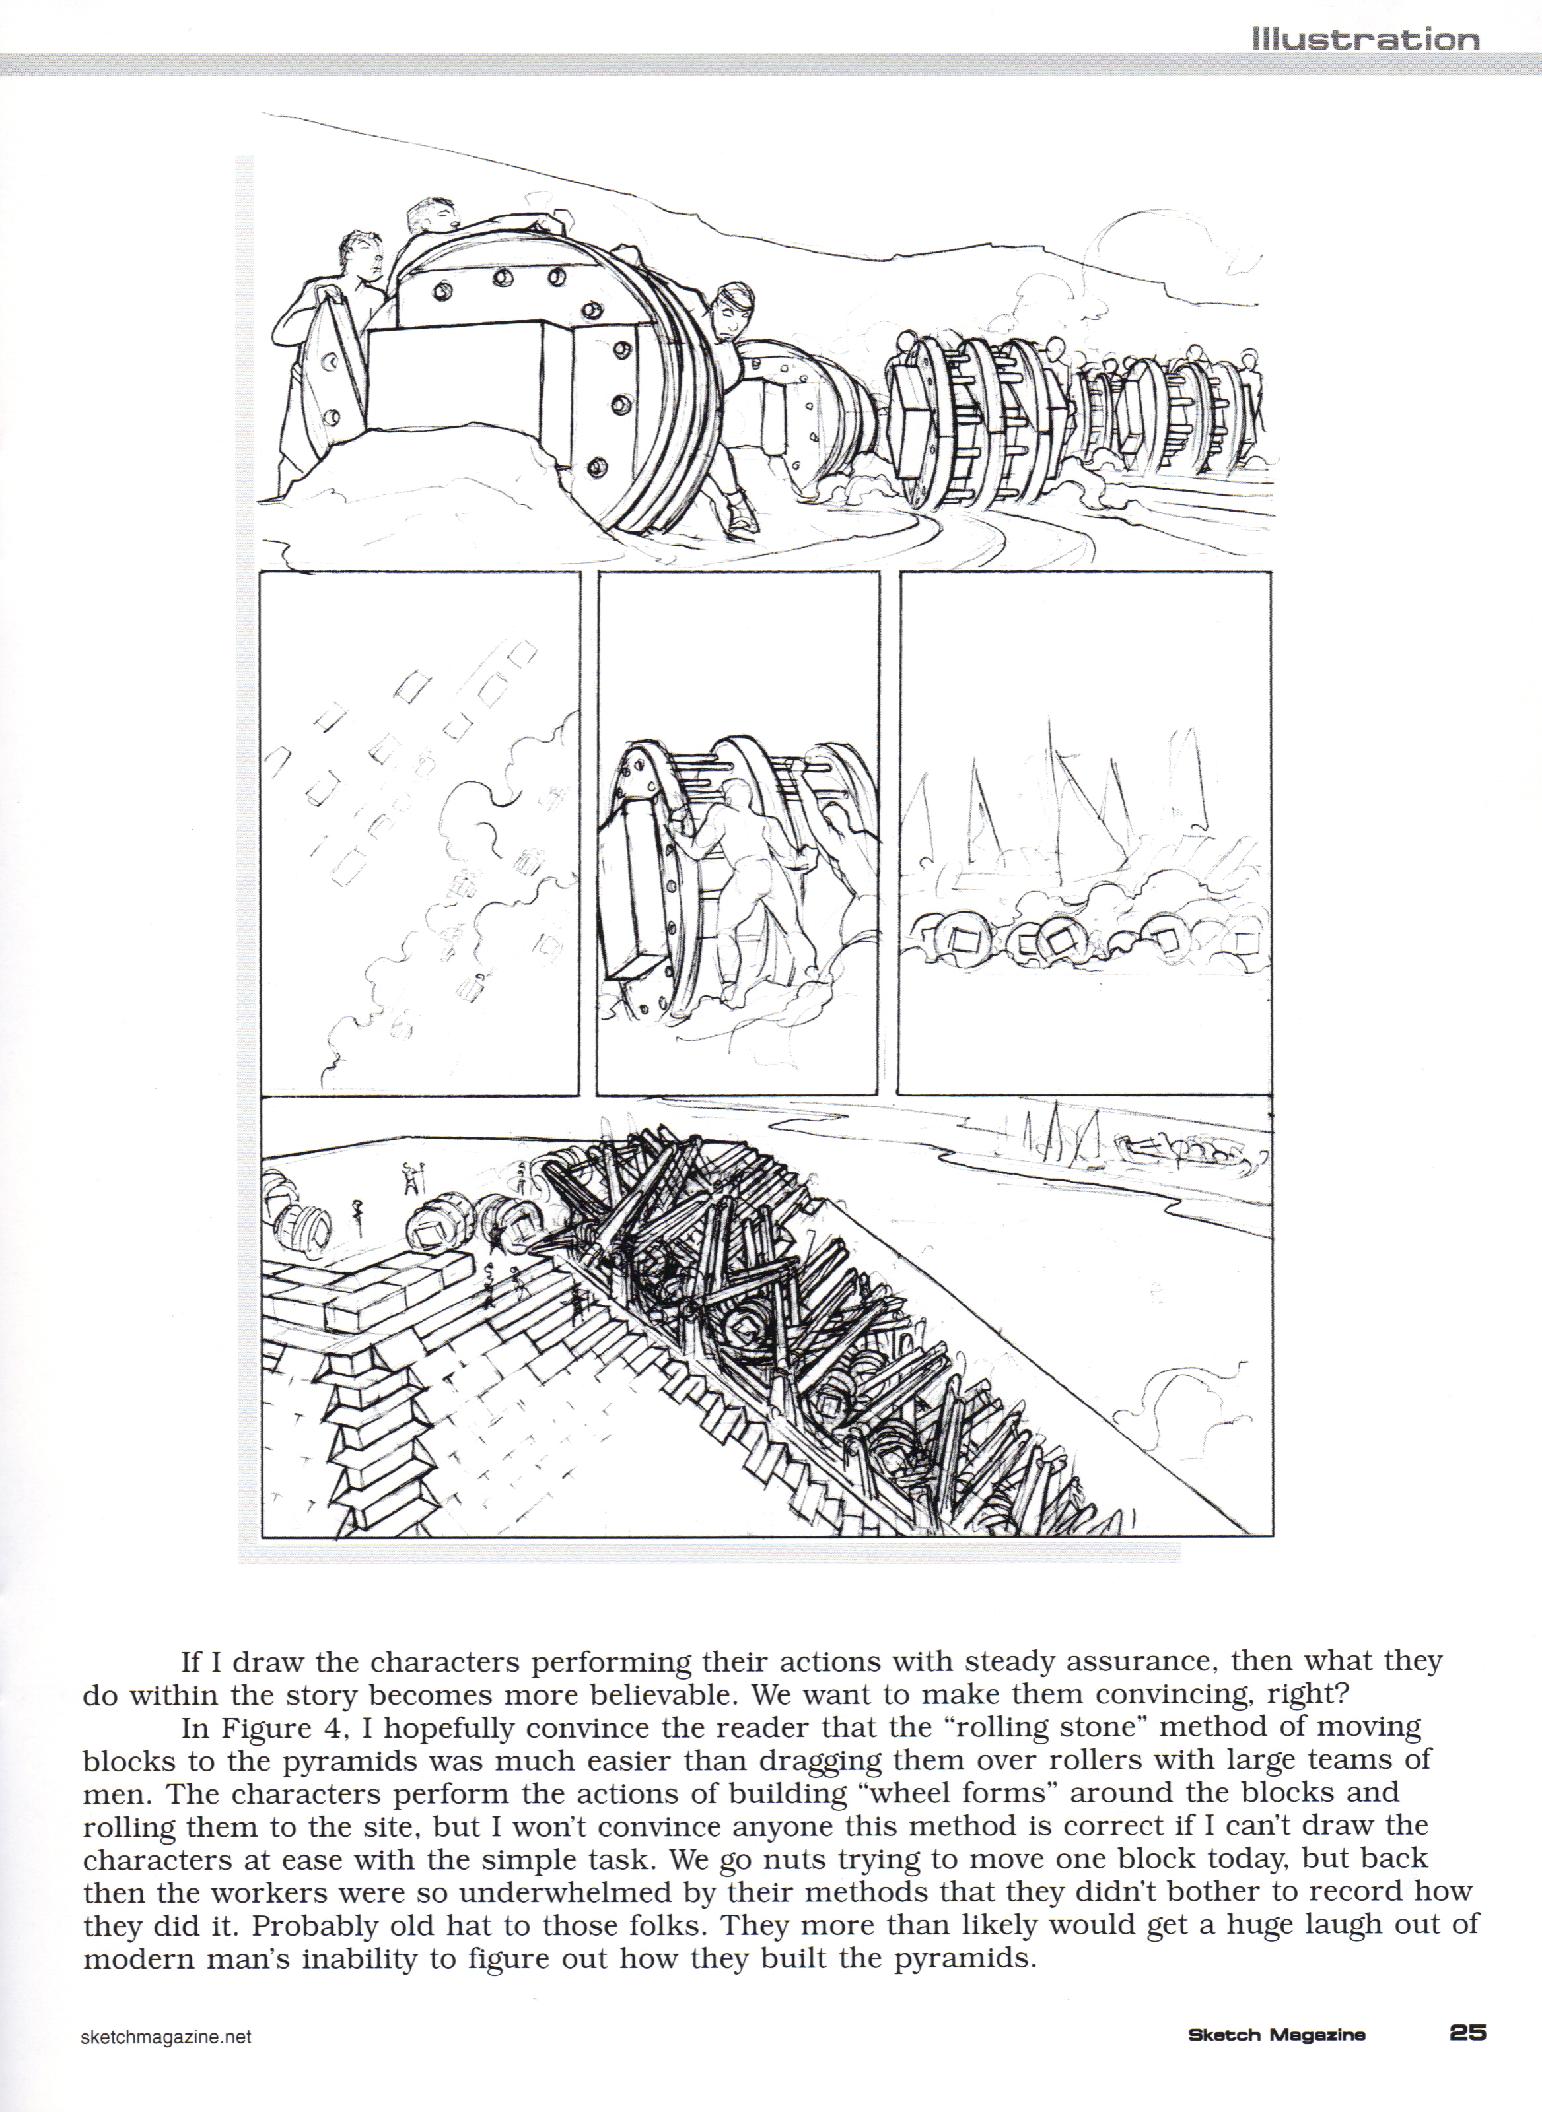 Illustration
If I draw the characters performing their actions with steady assurance, then what they
do within the story becomes more believable. We want to make them convincing, right?
In Figure 4, I hopefully convince the reader that the “rolling stone” method of moving
blocks to the pyramids was much easier than dragging them over rollers with large teams of
men. The characters perform the actions of building “wheel forms” around the blocks and
rolling them to the site, but I won't convince anyone this method is correct if I can't draw the
characters at ease with the simple task. We go nuts trying to move one block today, but back
then the workers were so underwhelmed by their methods that they didn't bother to record how
they did it. Probably old hat to those folks. They more than likely would get a huge laugh out of
modern man's inability to figure out how they built the pyramids.
sketchmagazine.net
Sketch Magazine 25